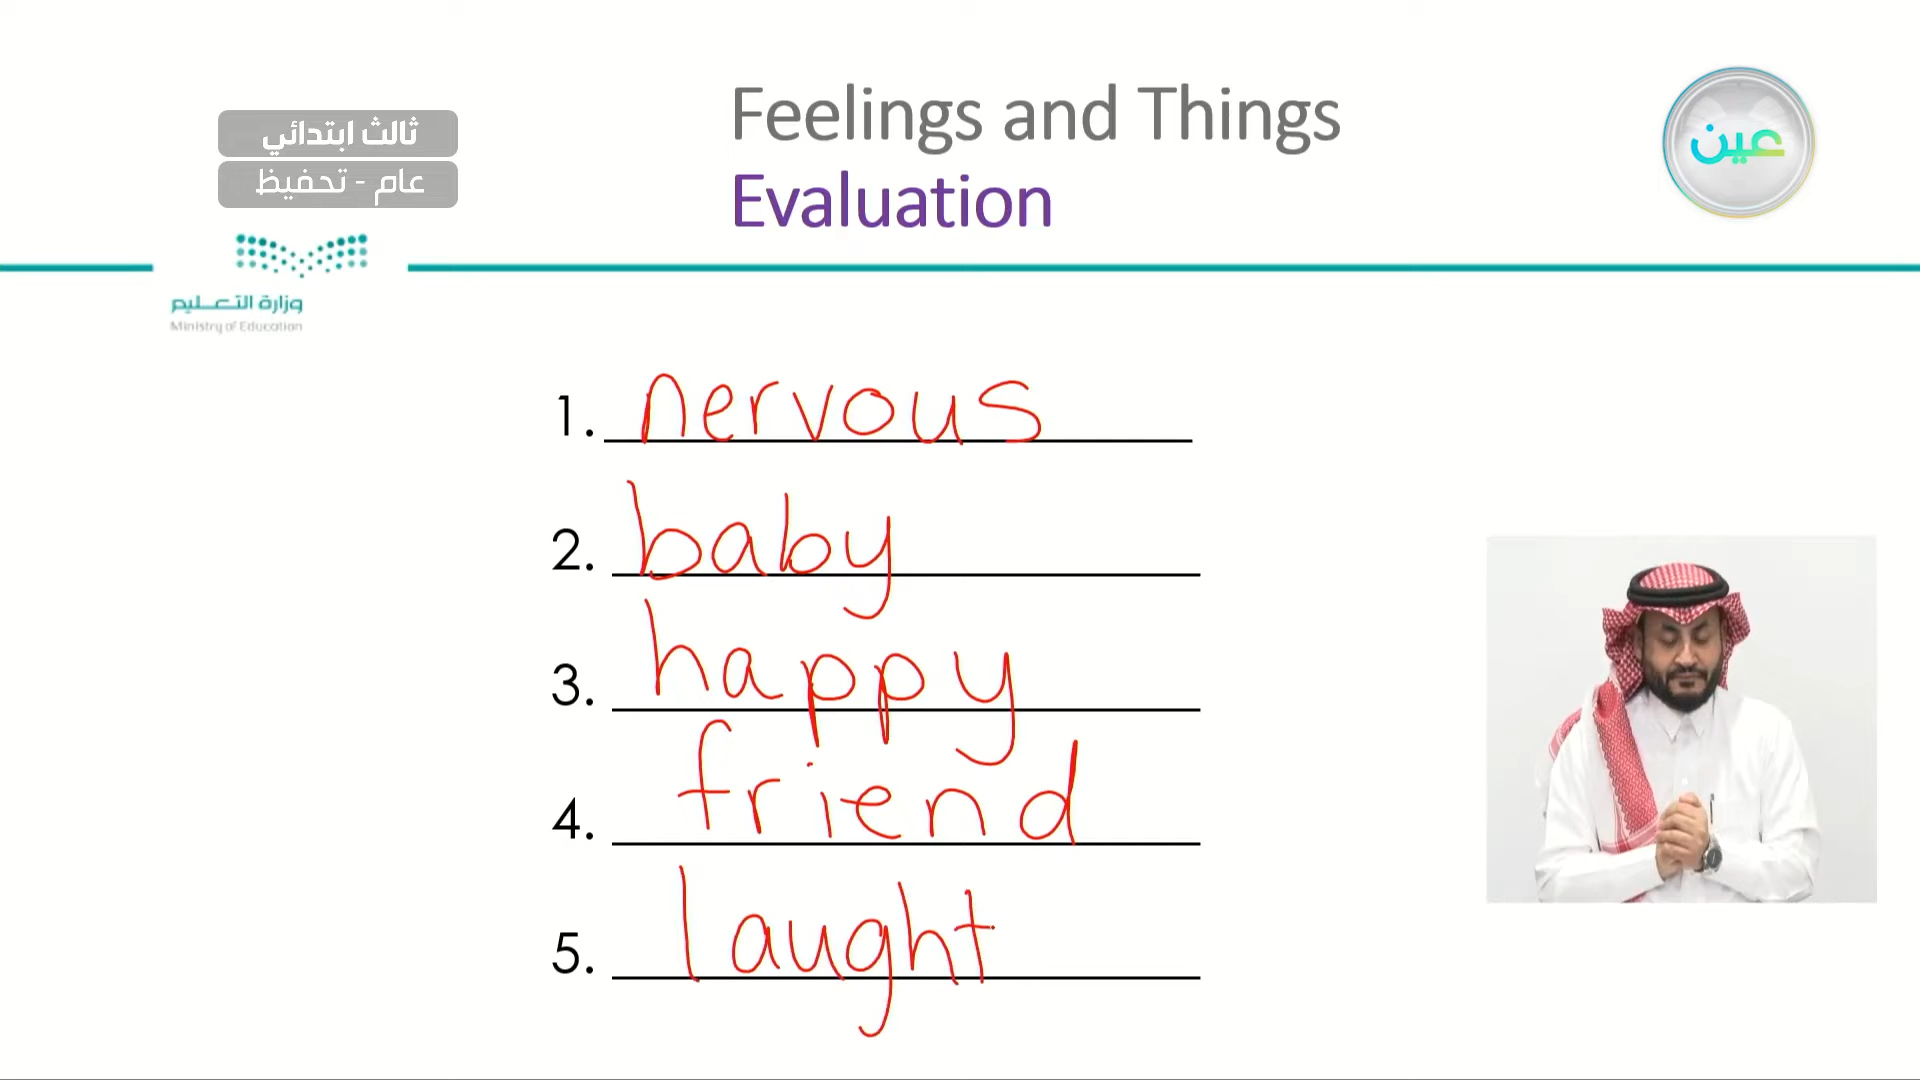 ثالث ابتدائي
عام - تحفيظ
وزارة التعليم
Ministry of Education
Feelings and Things
Evaluation
عين
1. nervous
2. baby
3. happy
4. friend
5. laught